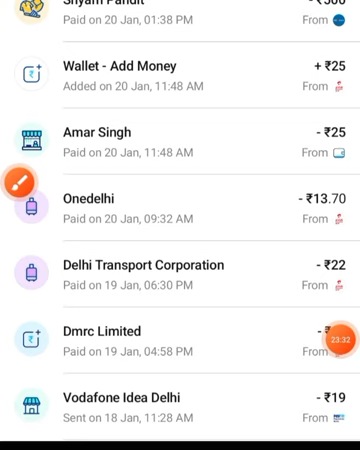 Shyam Pandit - ₹500
Paid on 20 Jan, 01:38 PM From
Wallet - Add Money + ₹25
Added on 20 Jan, 11:48 AM From
Amar Singh - ₹25
Paid on 20 Jan, 11:48 AM From
Onedelhi - ₹13.70
Paid on 20 Jan, 09:32 AM From
Delhi Transport Corporation - ₹22
Paid on 19 Jan, 06:30 PM From
Dmrc Limited - ₹
23:32
Paid on 19 Jan, 04:58 PM From
Vodafone Idea Delhi - ₹19
Sent on 18 Jan, 11:28 AM From